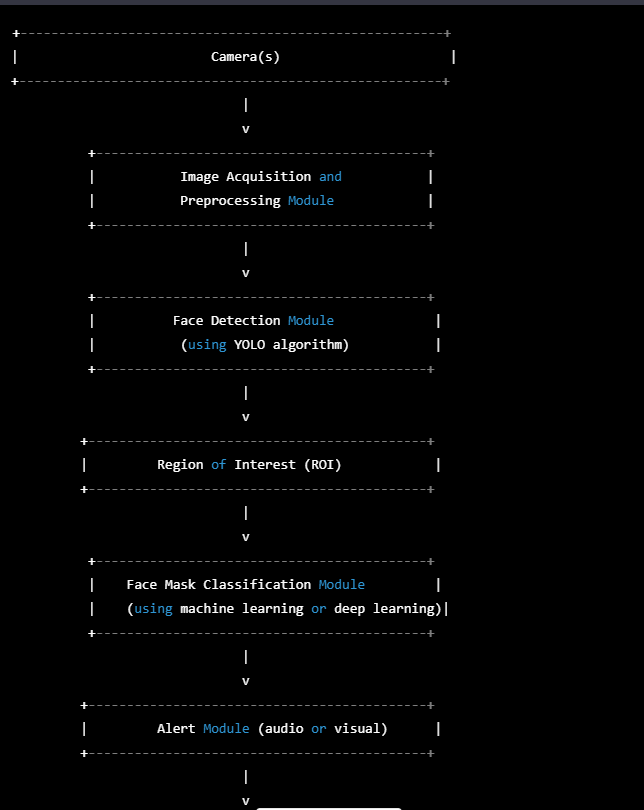 +-------------------------------------------------------+
| Camera(s) |
+-------------------------------------------------------+
|
v
+-------------------------------------------+
| Image Acquisition and |
| Preprocessing Module |
+-------------------------------------------+
|
v
+-------------------------------------------+
| Face Detection Module |
| (using YOLO algorithm) |
+-------------------------------------------+
|
v
+--------------------------------------------+
| Region of Interest (ROI) |
+--------------------------------------------+
|
v
+-------------------------------------------+
| Face Mask Classification Module |
| (using machine learning or deep learning)|
+-------------------------------------------+
|
v
+--------------------------------------------+
| Alert Module (audio or visual) |
+--------------------------------------------+
|
v